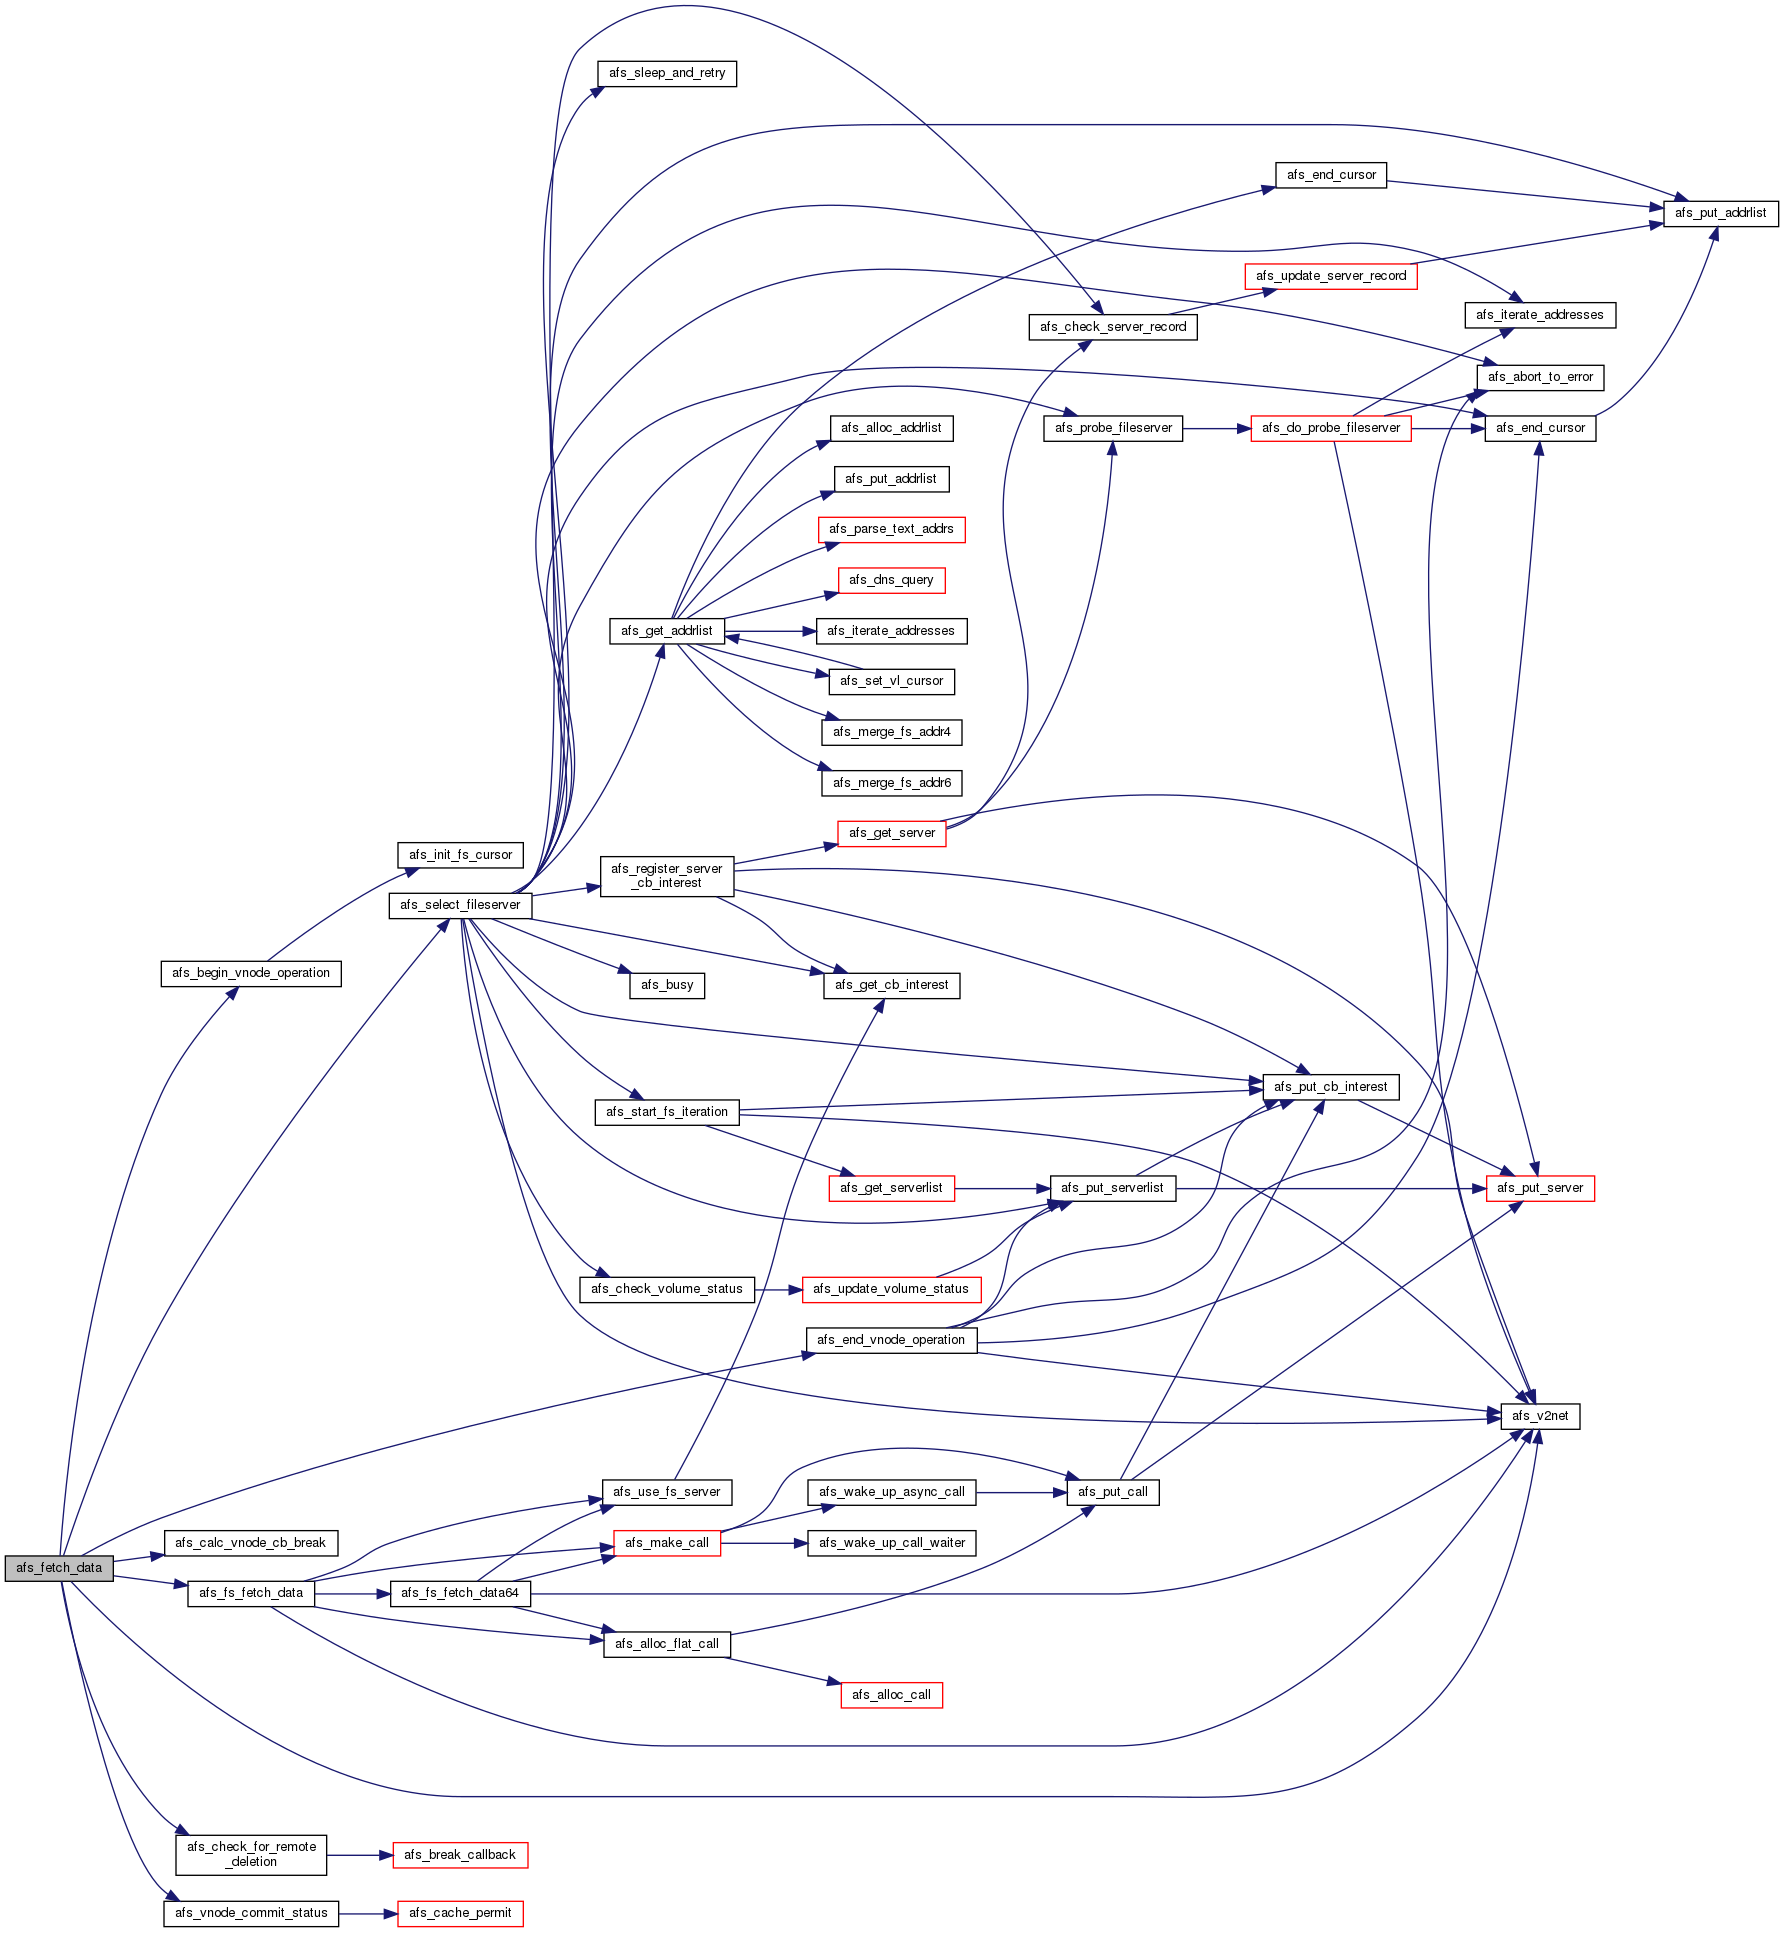 afs_sleep_and_retry
afs_end_cursor
afs_put_addrlist
afs_update_server_record
afs_check_server_record
afs_iterate_addresses
afs_abort_to_error
afs_alloc_addrlist
afs_probe_fileserver
afs_do_probe_fileserver
afs_end_cursor
afs_put_addrlist
afs_parse_text_addrs
afs_dns_query
afs_get_addrlist
afs_iterate_addresses
afs_set_vl_cursor
afs_merge_fs_addr4
afs_merge_fs_addr6
afs_get_server
afs_init_fs_cursor
afs_register_server
_cb_interest
afs_select_fileserver
afs_begin_vnode_operation
afs_busy
afs_get_cb_interest
afs_put_cb_interest
afs_start_fs_iteration
afs_get_serverlist
afs_put_serverlist
afs_put_server
afs_check_volume_status
afs_update_volume_status
afs_end_vnode_operation
afs_v2net
afs_use_fs_server
afs_wake_up_async_call
afs_put_call
afs_calc_vnode_cb_break
afs_make_call
afs_wake_up_call_waiter
afs_fetch_data
afs_fs_fetch_data
afs_fs_fetch_data64
afs_alloc_flat_call
afs_alloc_call
afs_check_for_remote
_deletion
afs_break_callback
afs_vnode_commit_status
afs_cache_permit